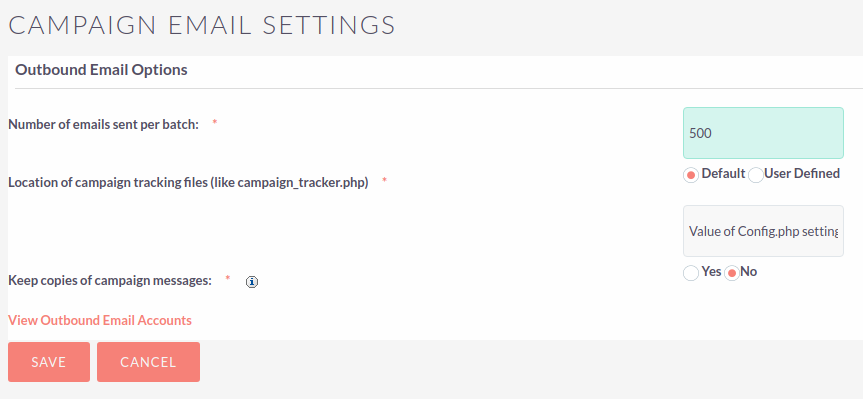 CAMPAIGN EMAIL SETTINGS
Outbound Email Options
Number of emails sent per batch: *
500
Location of campaign tracking files (like campaign_tracker.php) *
Default User Defined
Value of Config.php setting
Keep copies of campaign messages: * i
Yes No
View Outbound Email Accounts
SAVE CANCEL